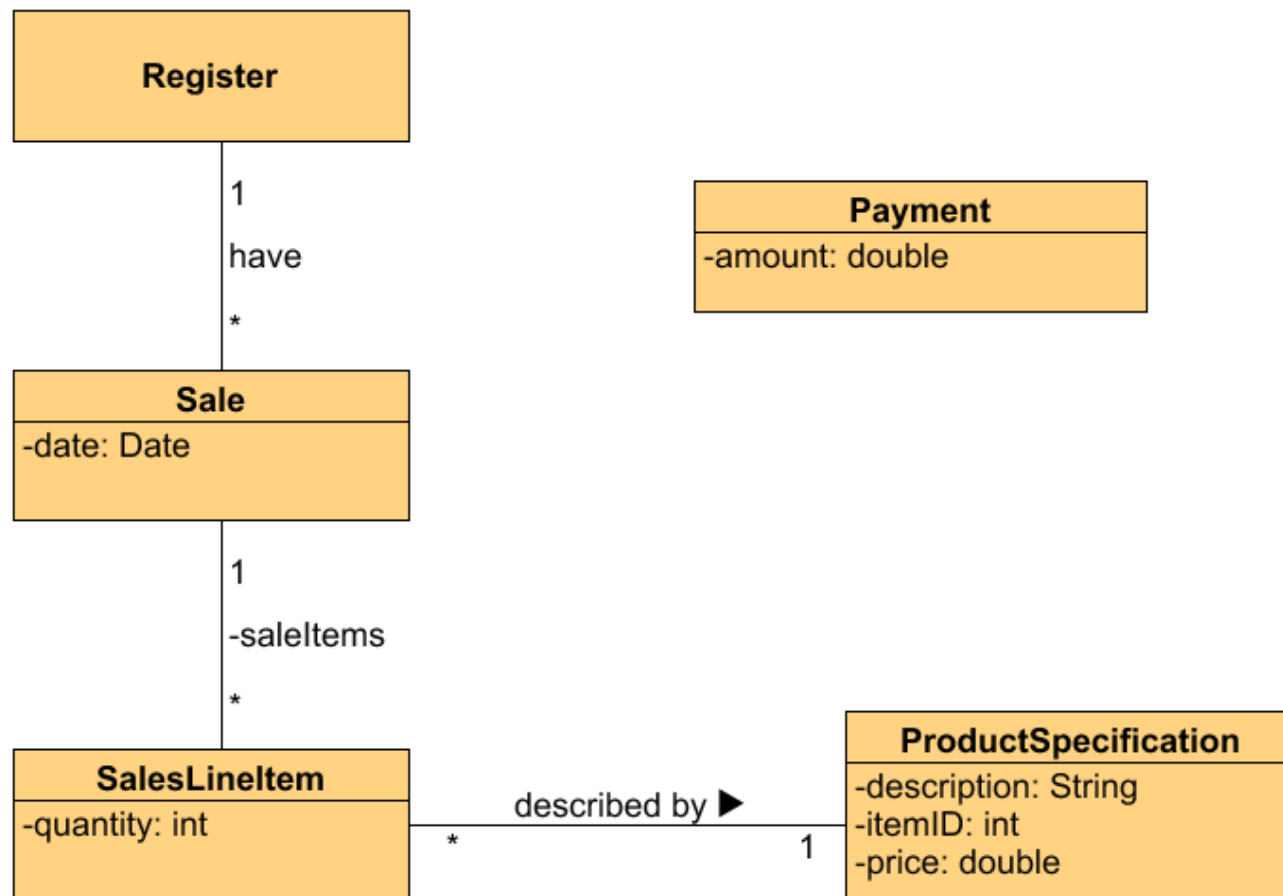 Register
1
have
*
Payment
-amount: double
Sale
-date: Date
1
-saleItems
*
SalesLineItem
-quantity: int
described by ▶
*
1
ProductSpecification
-description: String
-itemID: int
-price: double